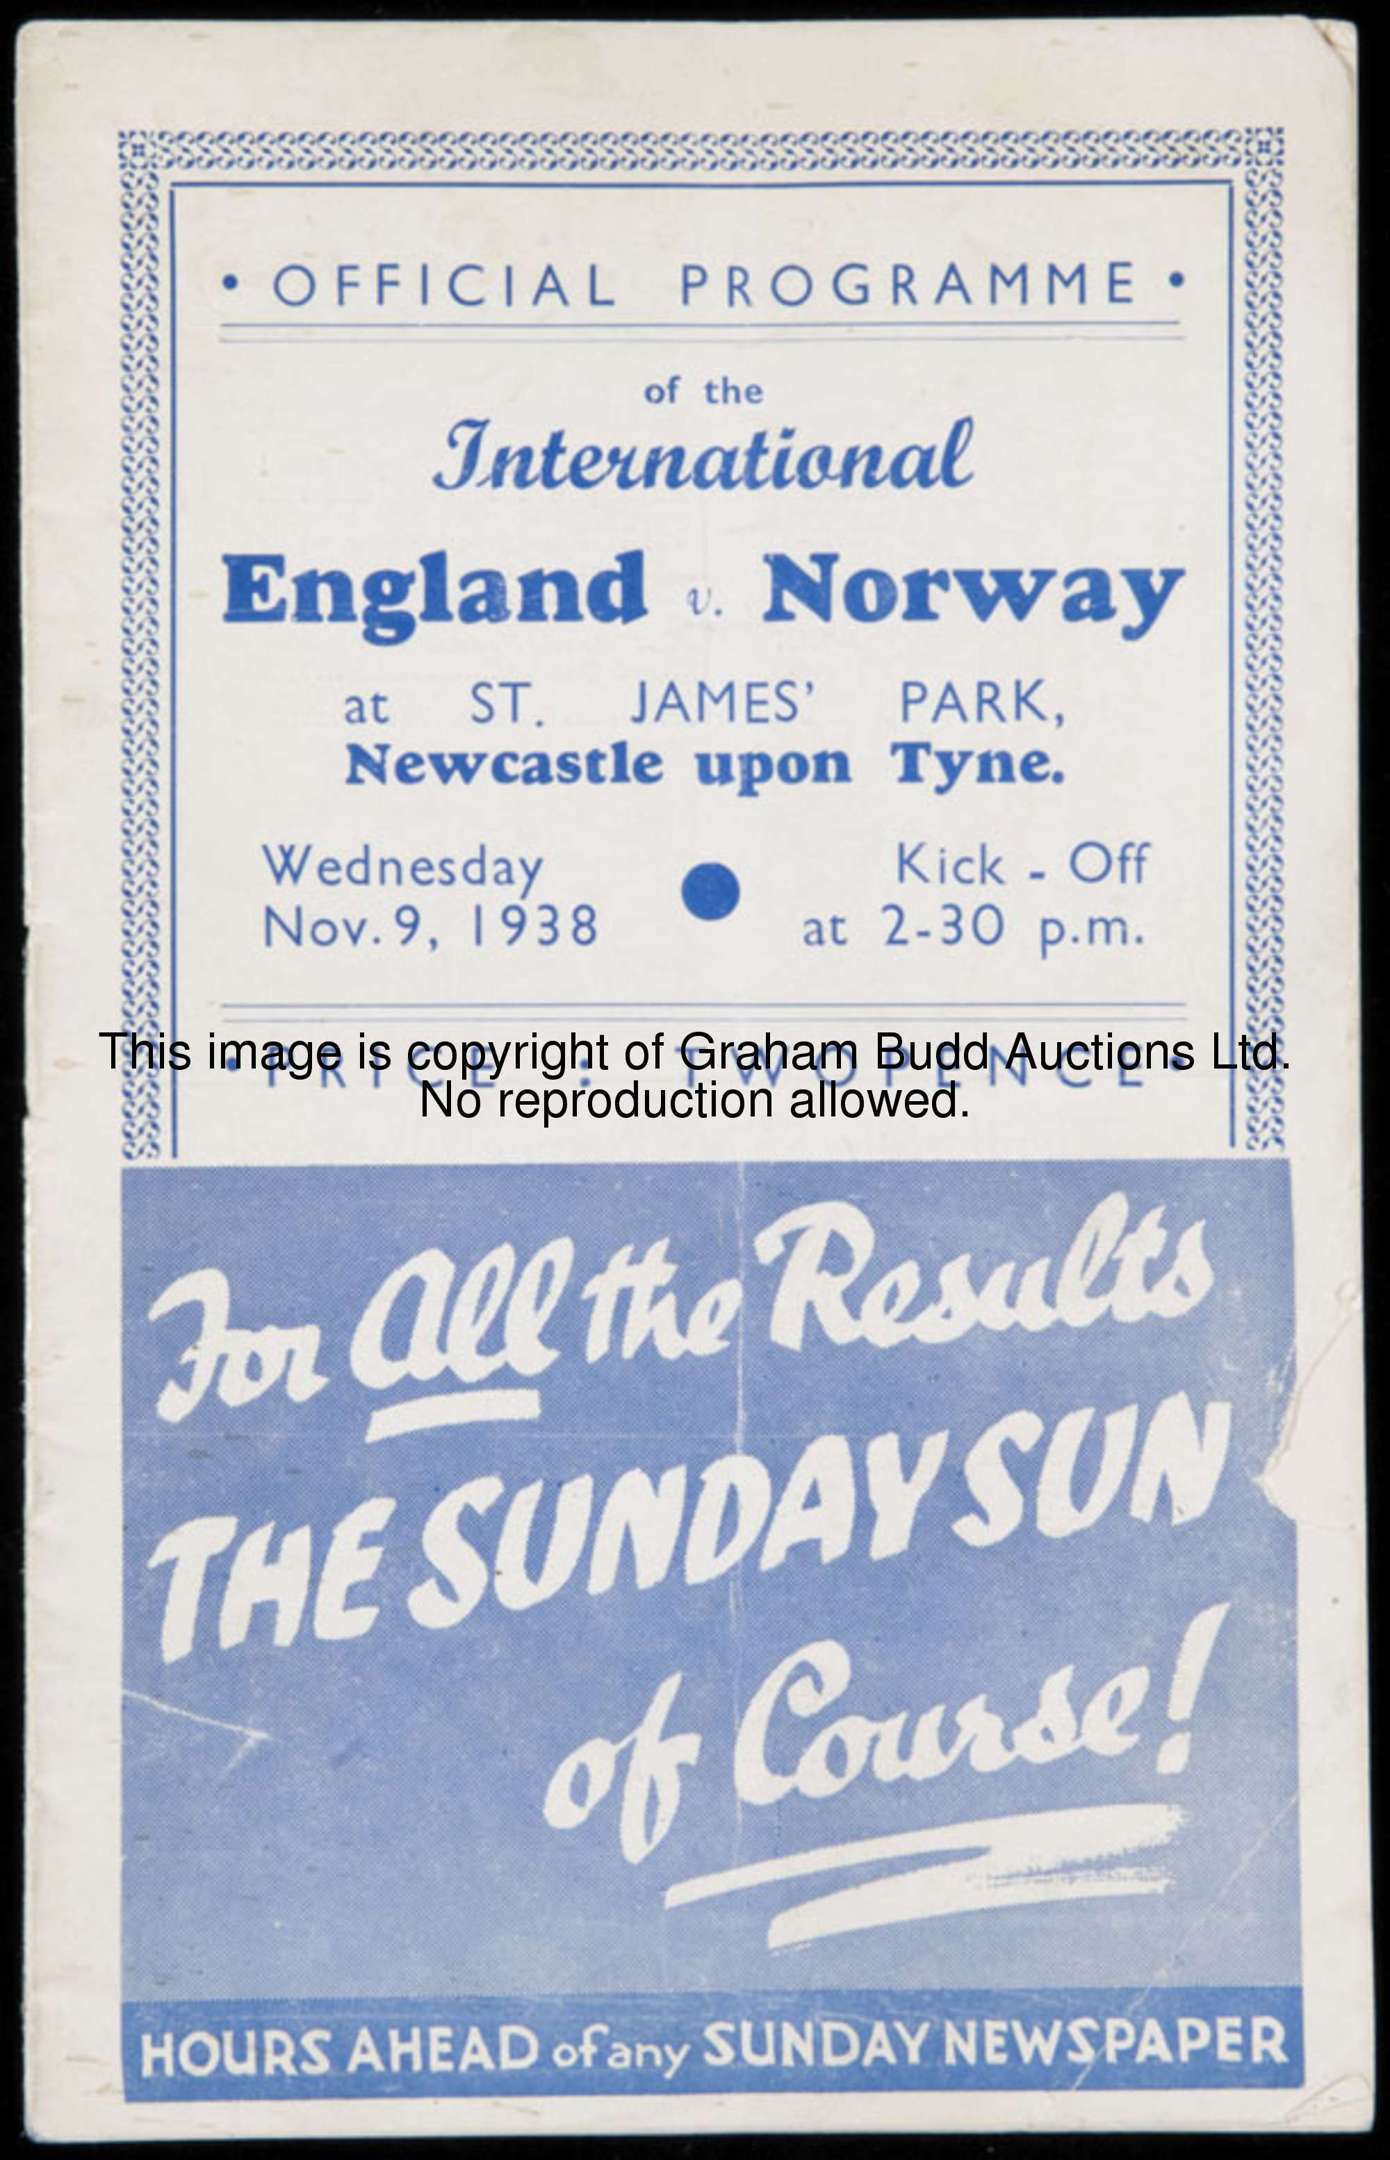 • OFFICIAL PROGRAMME •
of the
International
England v. Norway
at ST. JAMES' PARK,
Newcastle upon Tyne.
Wednesday
Nov. 9, 1938
Kick - Off
at 2-30 p.m.
• PRICE : TWOPENCE •
This image is copyright of Graham Budd Auctions Ltd.
No reproduction allowed.
For All the Results
THE SUNDAY SUN
of Course!
HOURS AHEAD of any SUNDAY NEWSPAPER